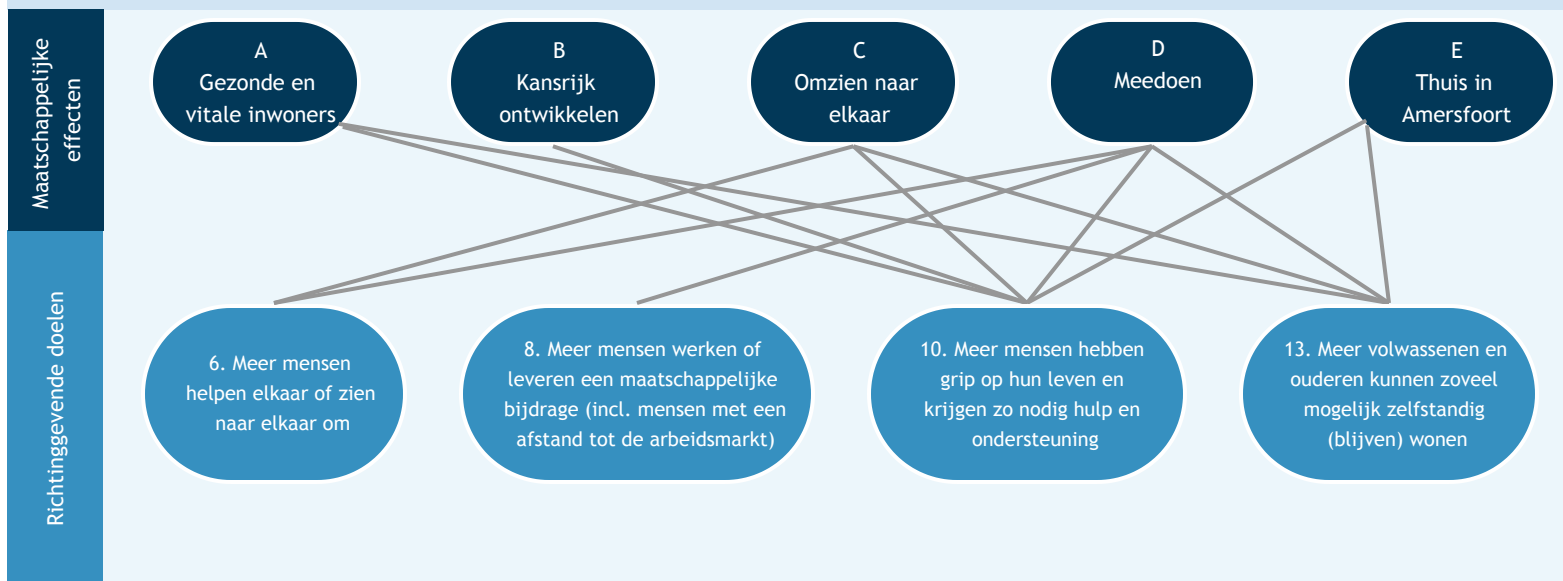 Maatschappelijke
effecten
A
Gezonde en
vitale inwoners
B
Kansrijk
ontwikkelen
C
Omzien naar
elkaar
D
Meedoen
E
Thuis in
Amersfoort
Richtinggevende doelen
6. Meer mensen
helpen elkaar of zien
naar elkaar om
8. Meer mensen werken of
leveren een maatschappelijke
bijdrage (incl. mensen met een
afstand tot de arbeidsmarkt)
10. Meer mensen hebben
grip op hun leven en
krijgen zo nodig hulp en
ondersteuning
13. Meer volwassenen en
ouderen kunnen zoveel
mogelijk zelfstandig
(blijven) wonen